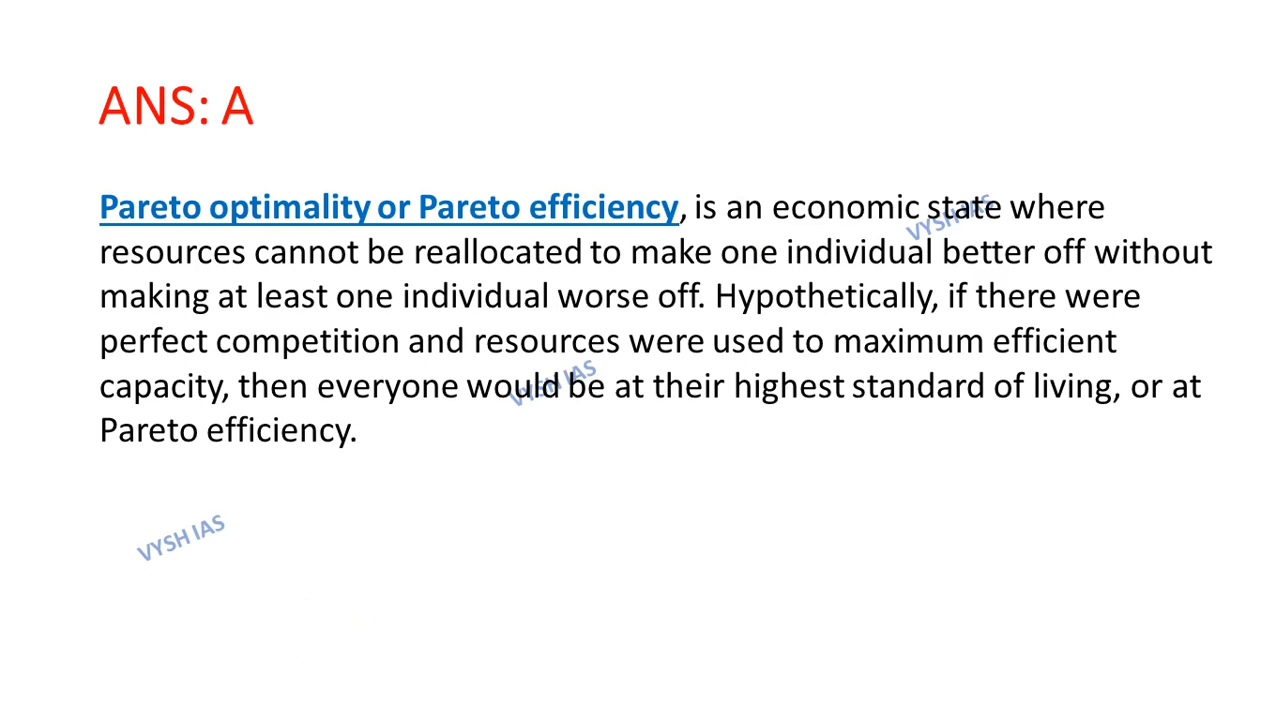 ANS: A
Pareto optimality or Pareto efficiency, is an economic state where
VYSH IAS
resources cannot be reallocated to make one individual better off without
making at least one individual worse off. Hypothetically, if there were
perfect competition and resources were used to maximum efficient
capacity, then everyone would be at their highest standard of living, or at
VYSH IAS
Pareto efficiency.
VYSH IAS